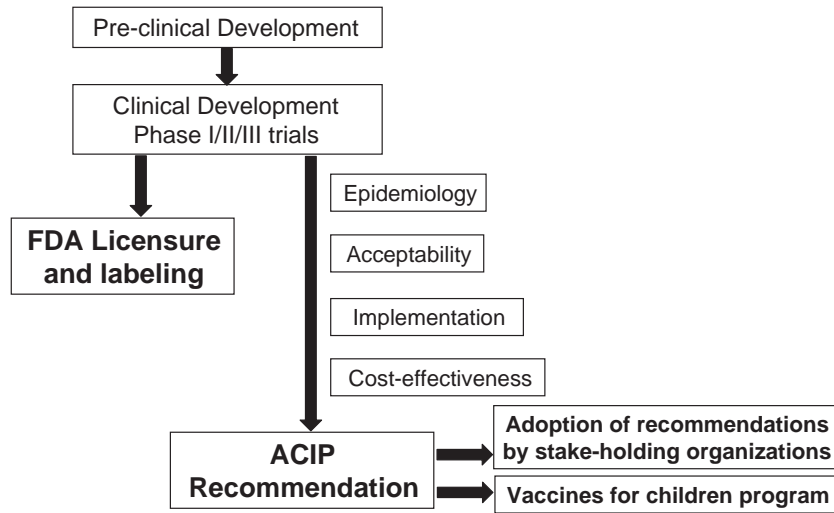 Pre-clinical Development
Clinical Development
Phase I/II/III trials
Epidemiology
FDA Licensure
and labeling
Acceptability
Implementation
Cost-effectiveness
ACIP
Recommendation
Adoption of recommendations
by stake-holding organizations
Vaccines for children program